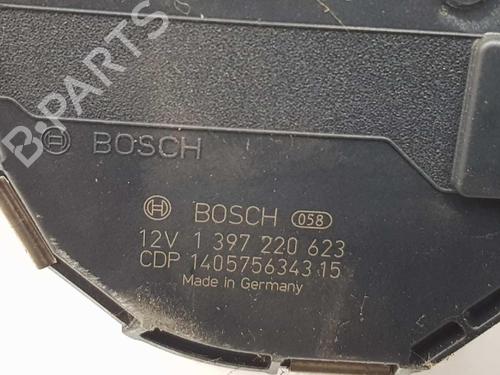 B-PARTS
BOSCH
BOSCH 058
12V 1 397 220 623
CDP 1405756343 15
Made in Germany